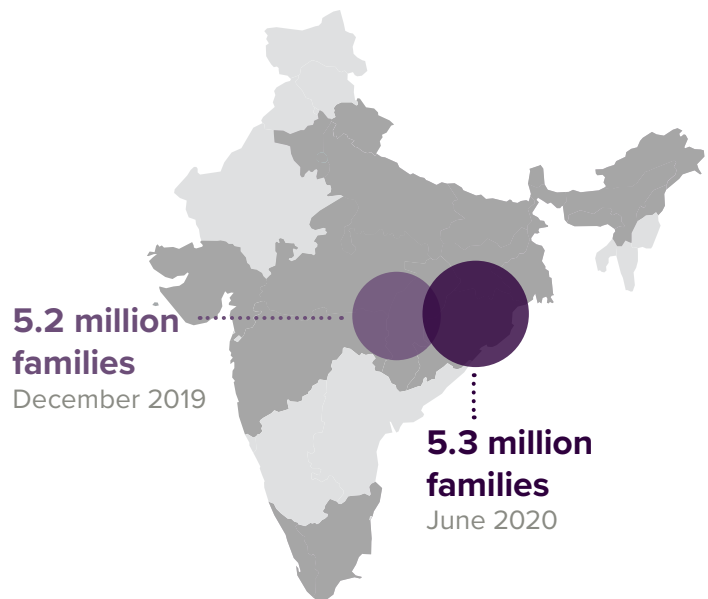 5.2 million
families
December 2019
5.3 million
families
June 2020